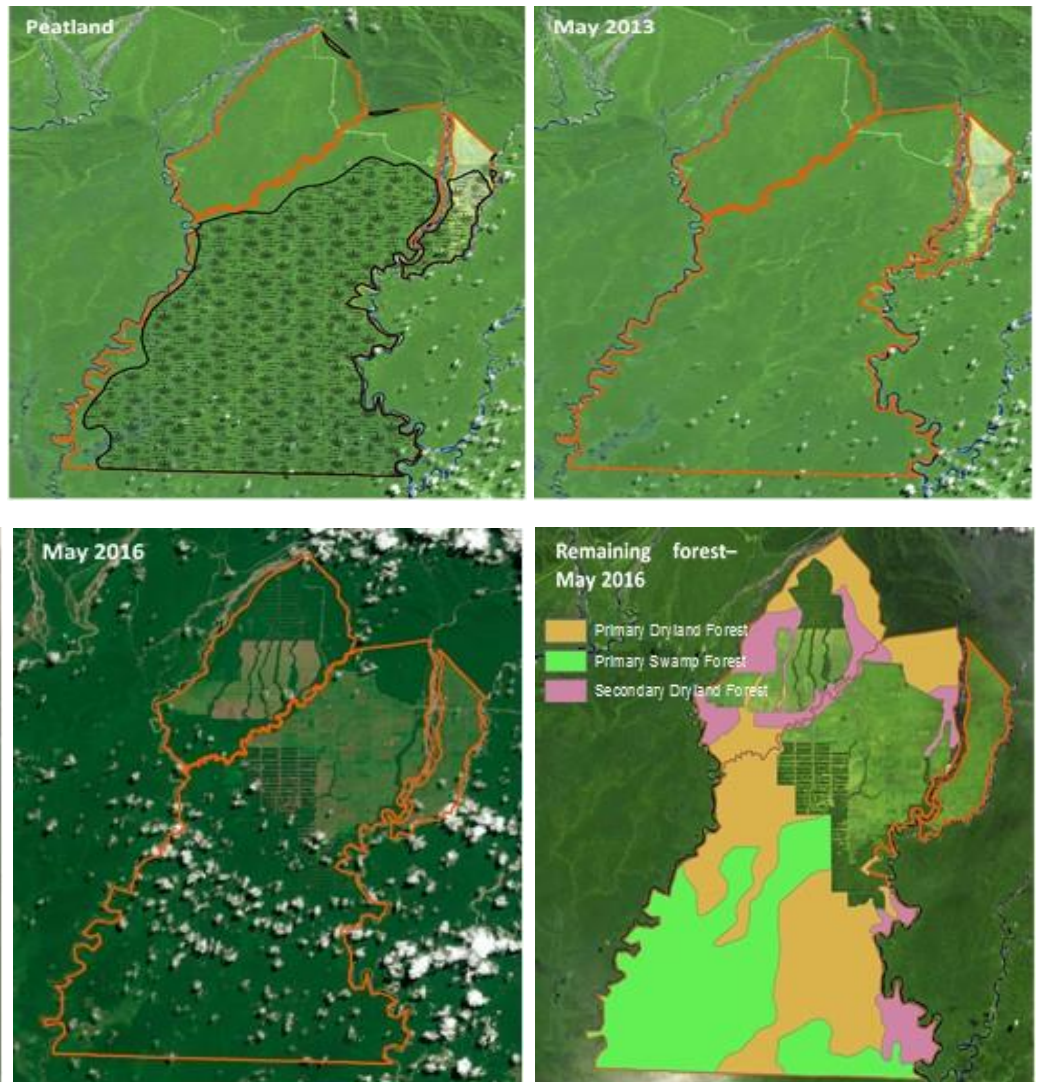 Peatland
May 2013
May 2016
Remaining forest–
May 2016
Primary Dryland Forest
Primary Swamp Forest
Secondary Dryland Forest